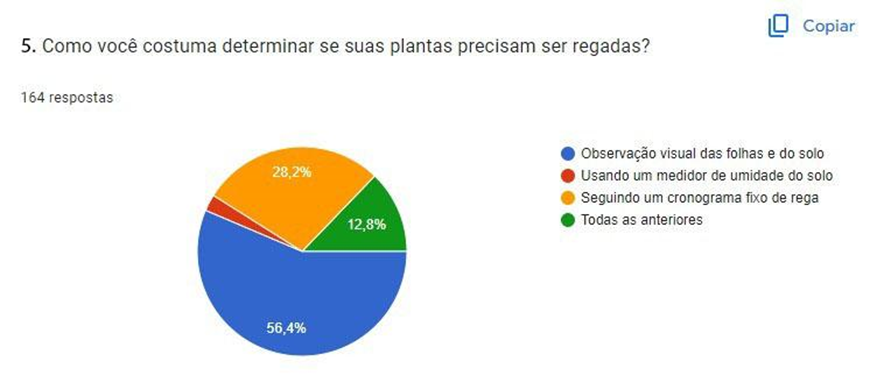 Copiar
5. Como você costuma determinar se suas plantas precisam ser regadas?
164 respostas
28,2%
12,8%
56,4%
Observação visual das folhas e do solo
Usando um medidor de umidade do solo
Seguindo um cronograma fixo de rega
Todas as anteriores